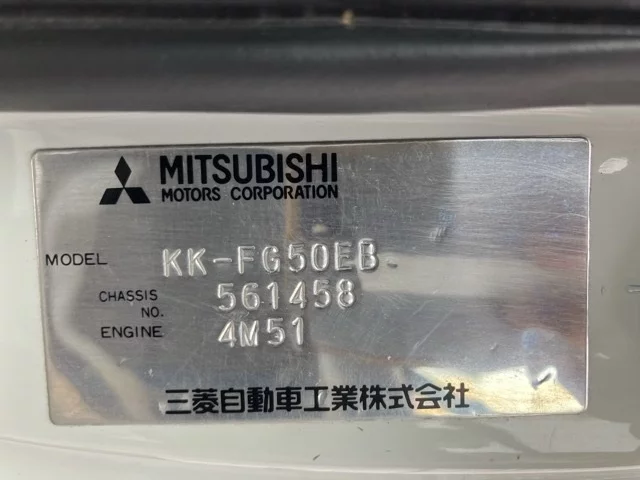 MITSUBISHI
MOTORS CORPORATION
MODEL KK-FG50EB
CHASSIS NO. 561458
ENGINE 4M51
三菱自動車工業株式会社